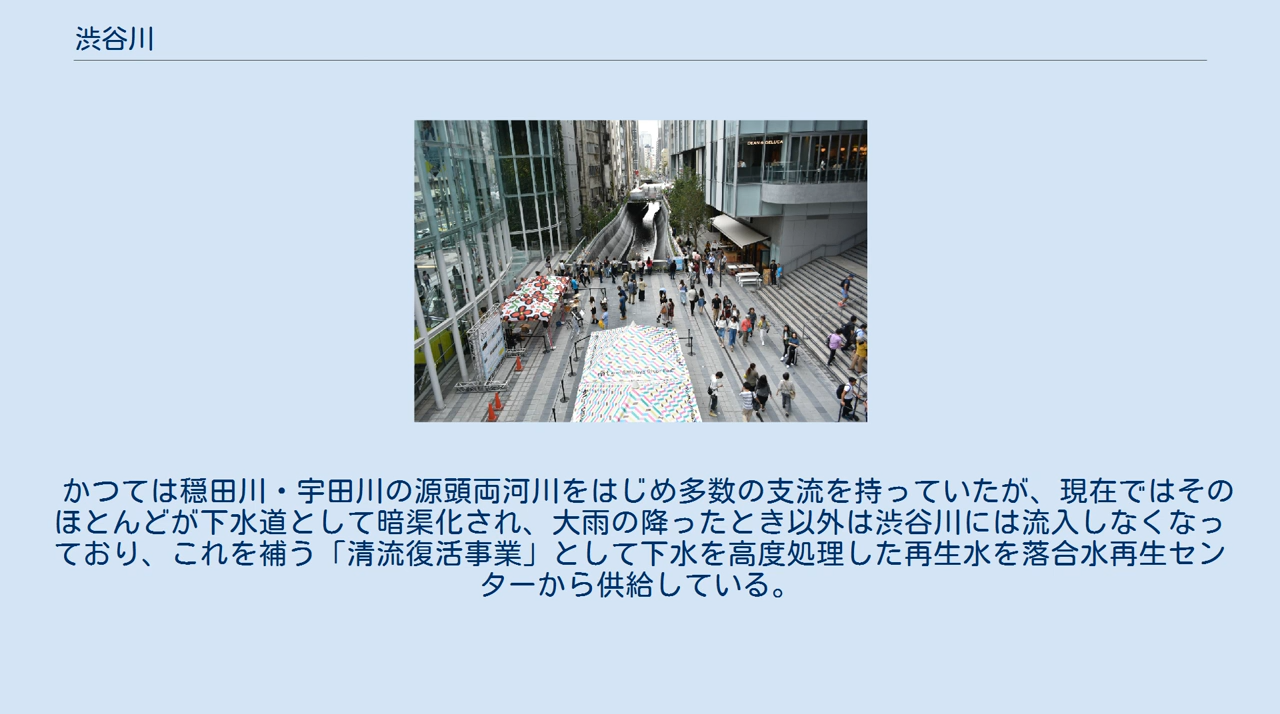 渋谷川
DEAN & DELUCA
かつては穏田川・宇田川の源頭両河川をはじめ多数の支流を持っていたが、現在ではその
ほとんどが下水道として暗渠化され、大雨の降ったとき以外は渋谷川には流入しなくなっ
ており、これを補う「清流復活事業」として下水を高度処理した再生水を落合水再生セン
ターから供給している。